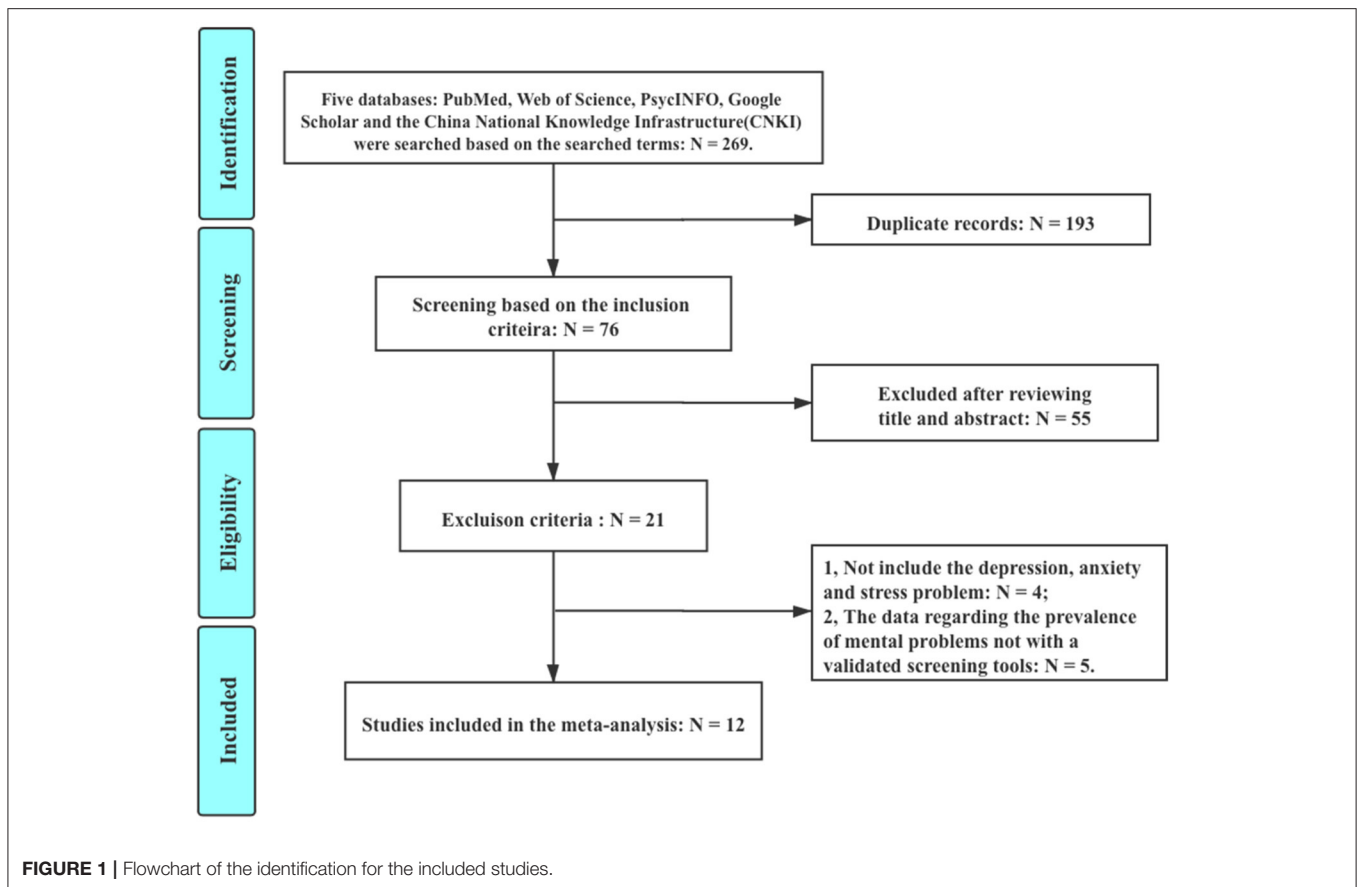 Identification
Five databases: PubMed, Web of Science, PsycINFO, Google
Scholar and the China National Knowledge Infrastructure(CNKI)
were searched based on the searched terms: N = 269.
Duplicate records: N = 193
Screening
Screening based on the inclusion
criteira: N = 76
Excluded after reviewing
title and abstract: N = 55
Eligibility
Excluison criteria : N = 21
1, Not include the depression, anxiety
and stress problem: N = 4;
2, The data regarding the prevalence
of mental problems not with a
validated screening tools: N = 5.
Included
Studies included in the meta-analysis: N = 12
FIGURE 1 | Flowchart of the identification for the included studies.